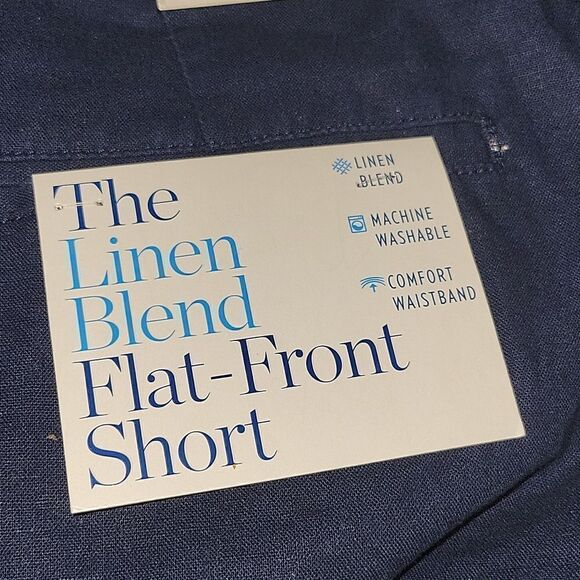 The
Linen
Blend
Flat-Front
Short
LINEN
BLEND
MACHINE
WASHABLE
COMFORT
WAISTBAND